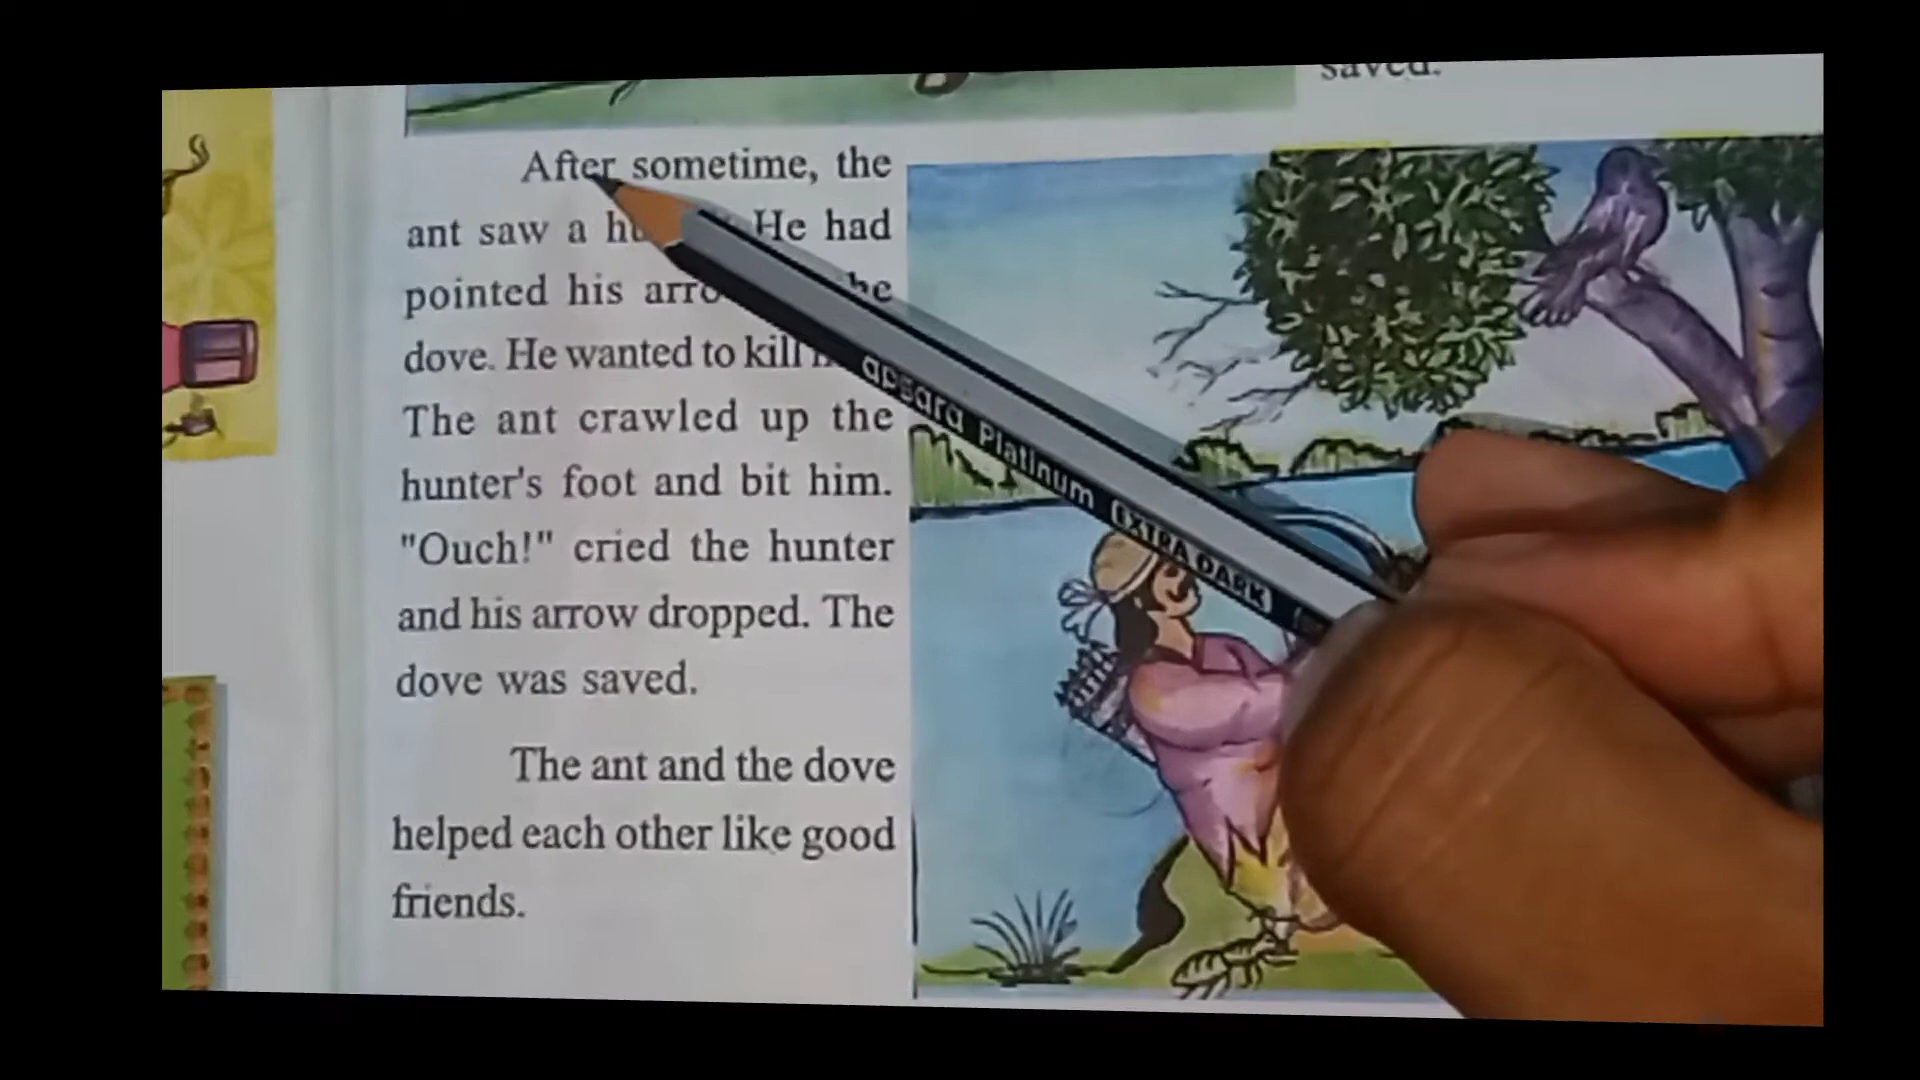 saved.
After sometime, the
ant saw a He had
pointed his
dove. He wanted to kill
The ant crawled up the
hunter's foot and bit him.
"Ouch!" cried the hunter
and his arrow dropped. The
dove was saved.
The ant and the dove
helped each other like good
friends.
apsara Platinum EXTRA DARK